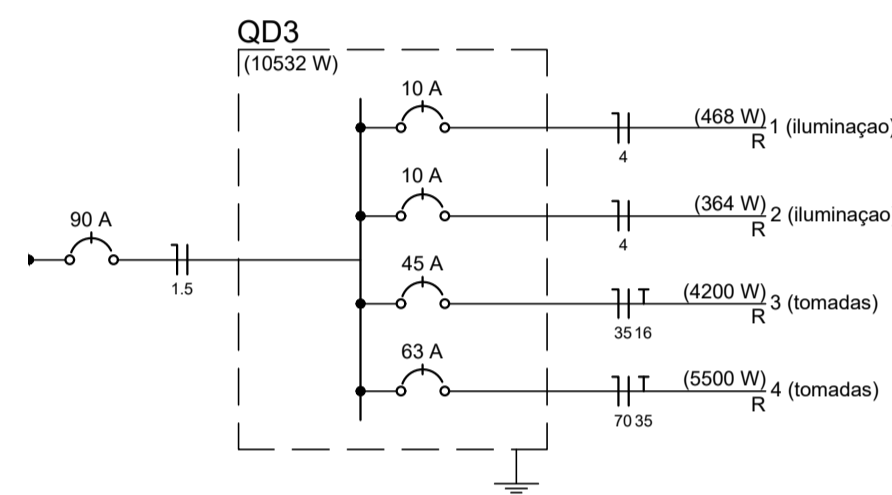 QD3
(10532 W)
10 A
(468 W)
1 (iluminaçao)
R
4
10 A
(364 W)
2 (iluminaçao
R
4
90 A
1.5
45 A
(4200 W)
3 (tomadas)
R
35 16
T
63 A
(5500 W)
4 (tomadas)
R
70 35
T